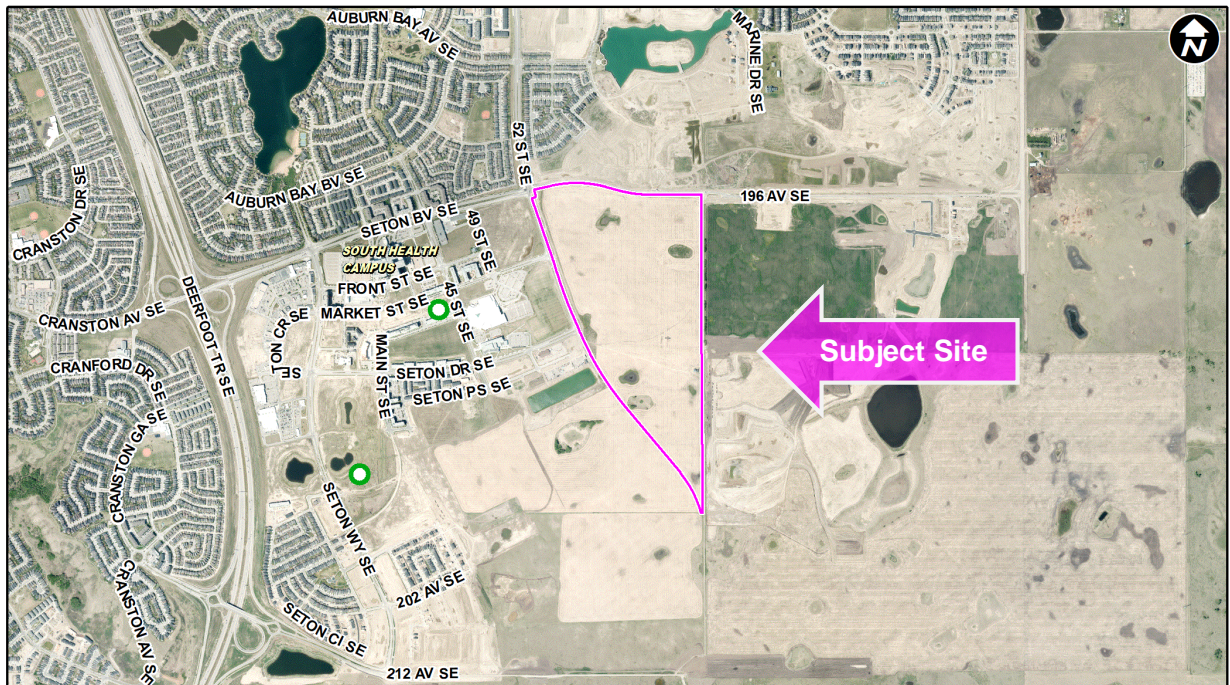 AUBURN BAY AV SE
MARINE DR SE
N
52 ST SE
CRANSTON DR SE
AUBURN BAY BV SE
196 AV SE
SETON BV SE
49 ST SE
SOUTH HEALTH
CAMPUS
FRONT ST SE
DEERFOOT TR SE
MARKET ST SE
45 ST SE
CRANSTON AV SE
TON CR SE
SE
MAIN ST SE
Subject Site
CRANFORD DR SE
SETON DR SE
SETON PS SE
CRANSTON GA SE
SETON WY SE
202 AV SE
CRANSTON AV SE
SETON CI SE
212 AV SE